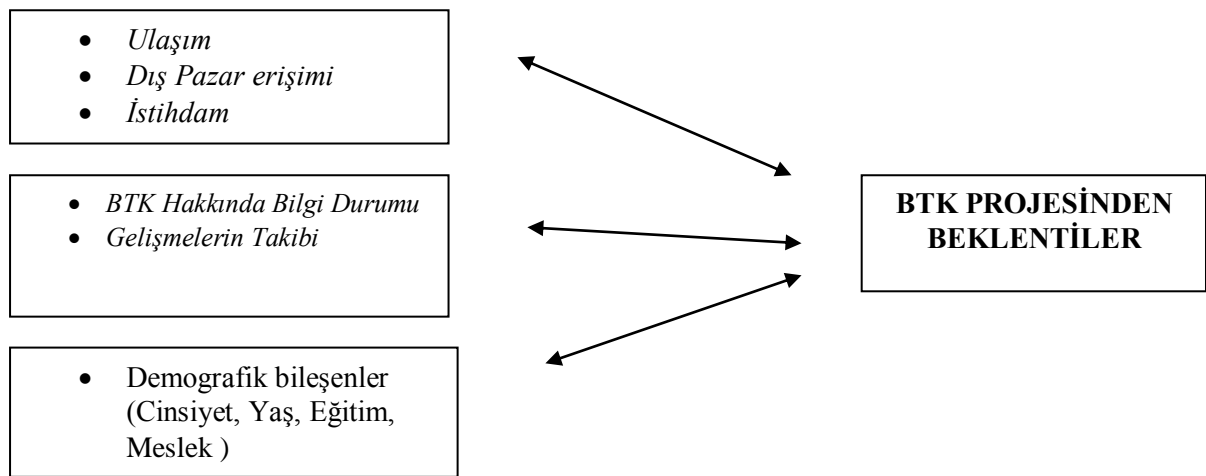 • Ulaşım
• Dış Pazar erişimi
• İstihdam
• BTK Hakkında Bilgi Durumu
• Gelişmelerin Takibi
• Demografik bileşenler
(Cinsiyet, Yaş, Eğitim,
Meslek )
BTK PROJESİNDEN
BEKLENTİLER